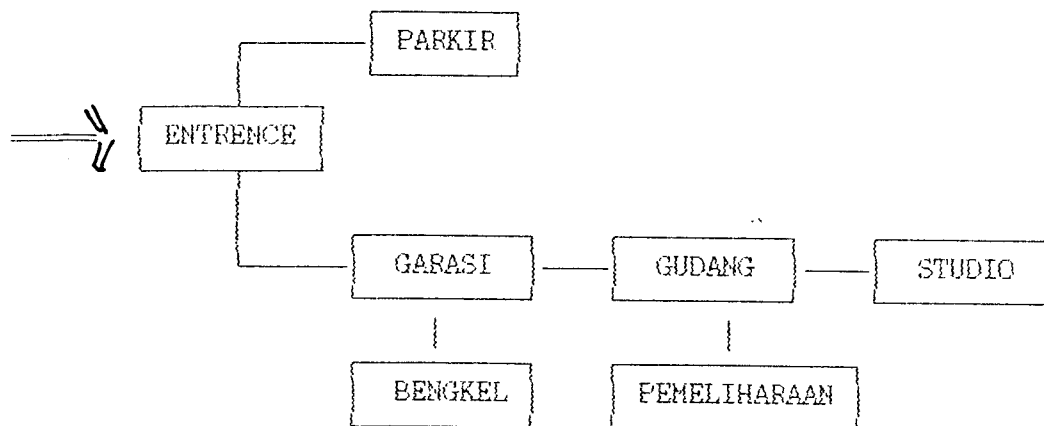 PARKIR
ENTRENCE
GARASI
GUDANG
STUDIO
BENGKEL
PEMELIHARAAN